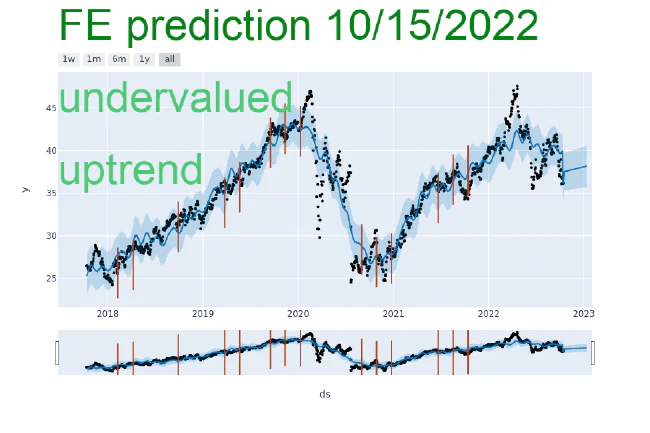 FE prediction 10/15/2022
1w 1m 6m 1y all
undervalued
uptrend
45
40
35
30
25
y
2018 2019 2020 2021 2022 2023
ds